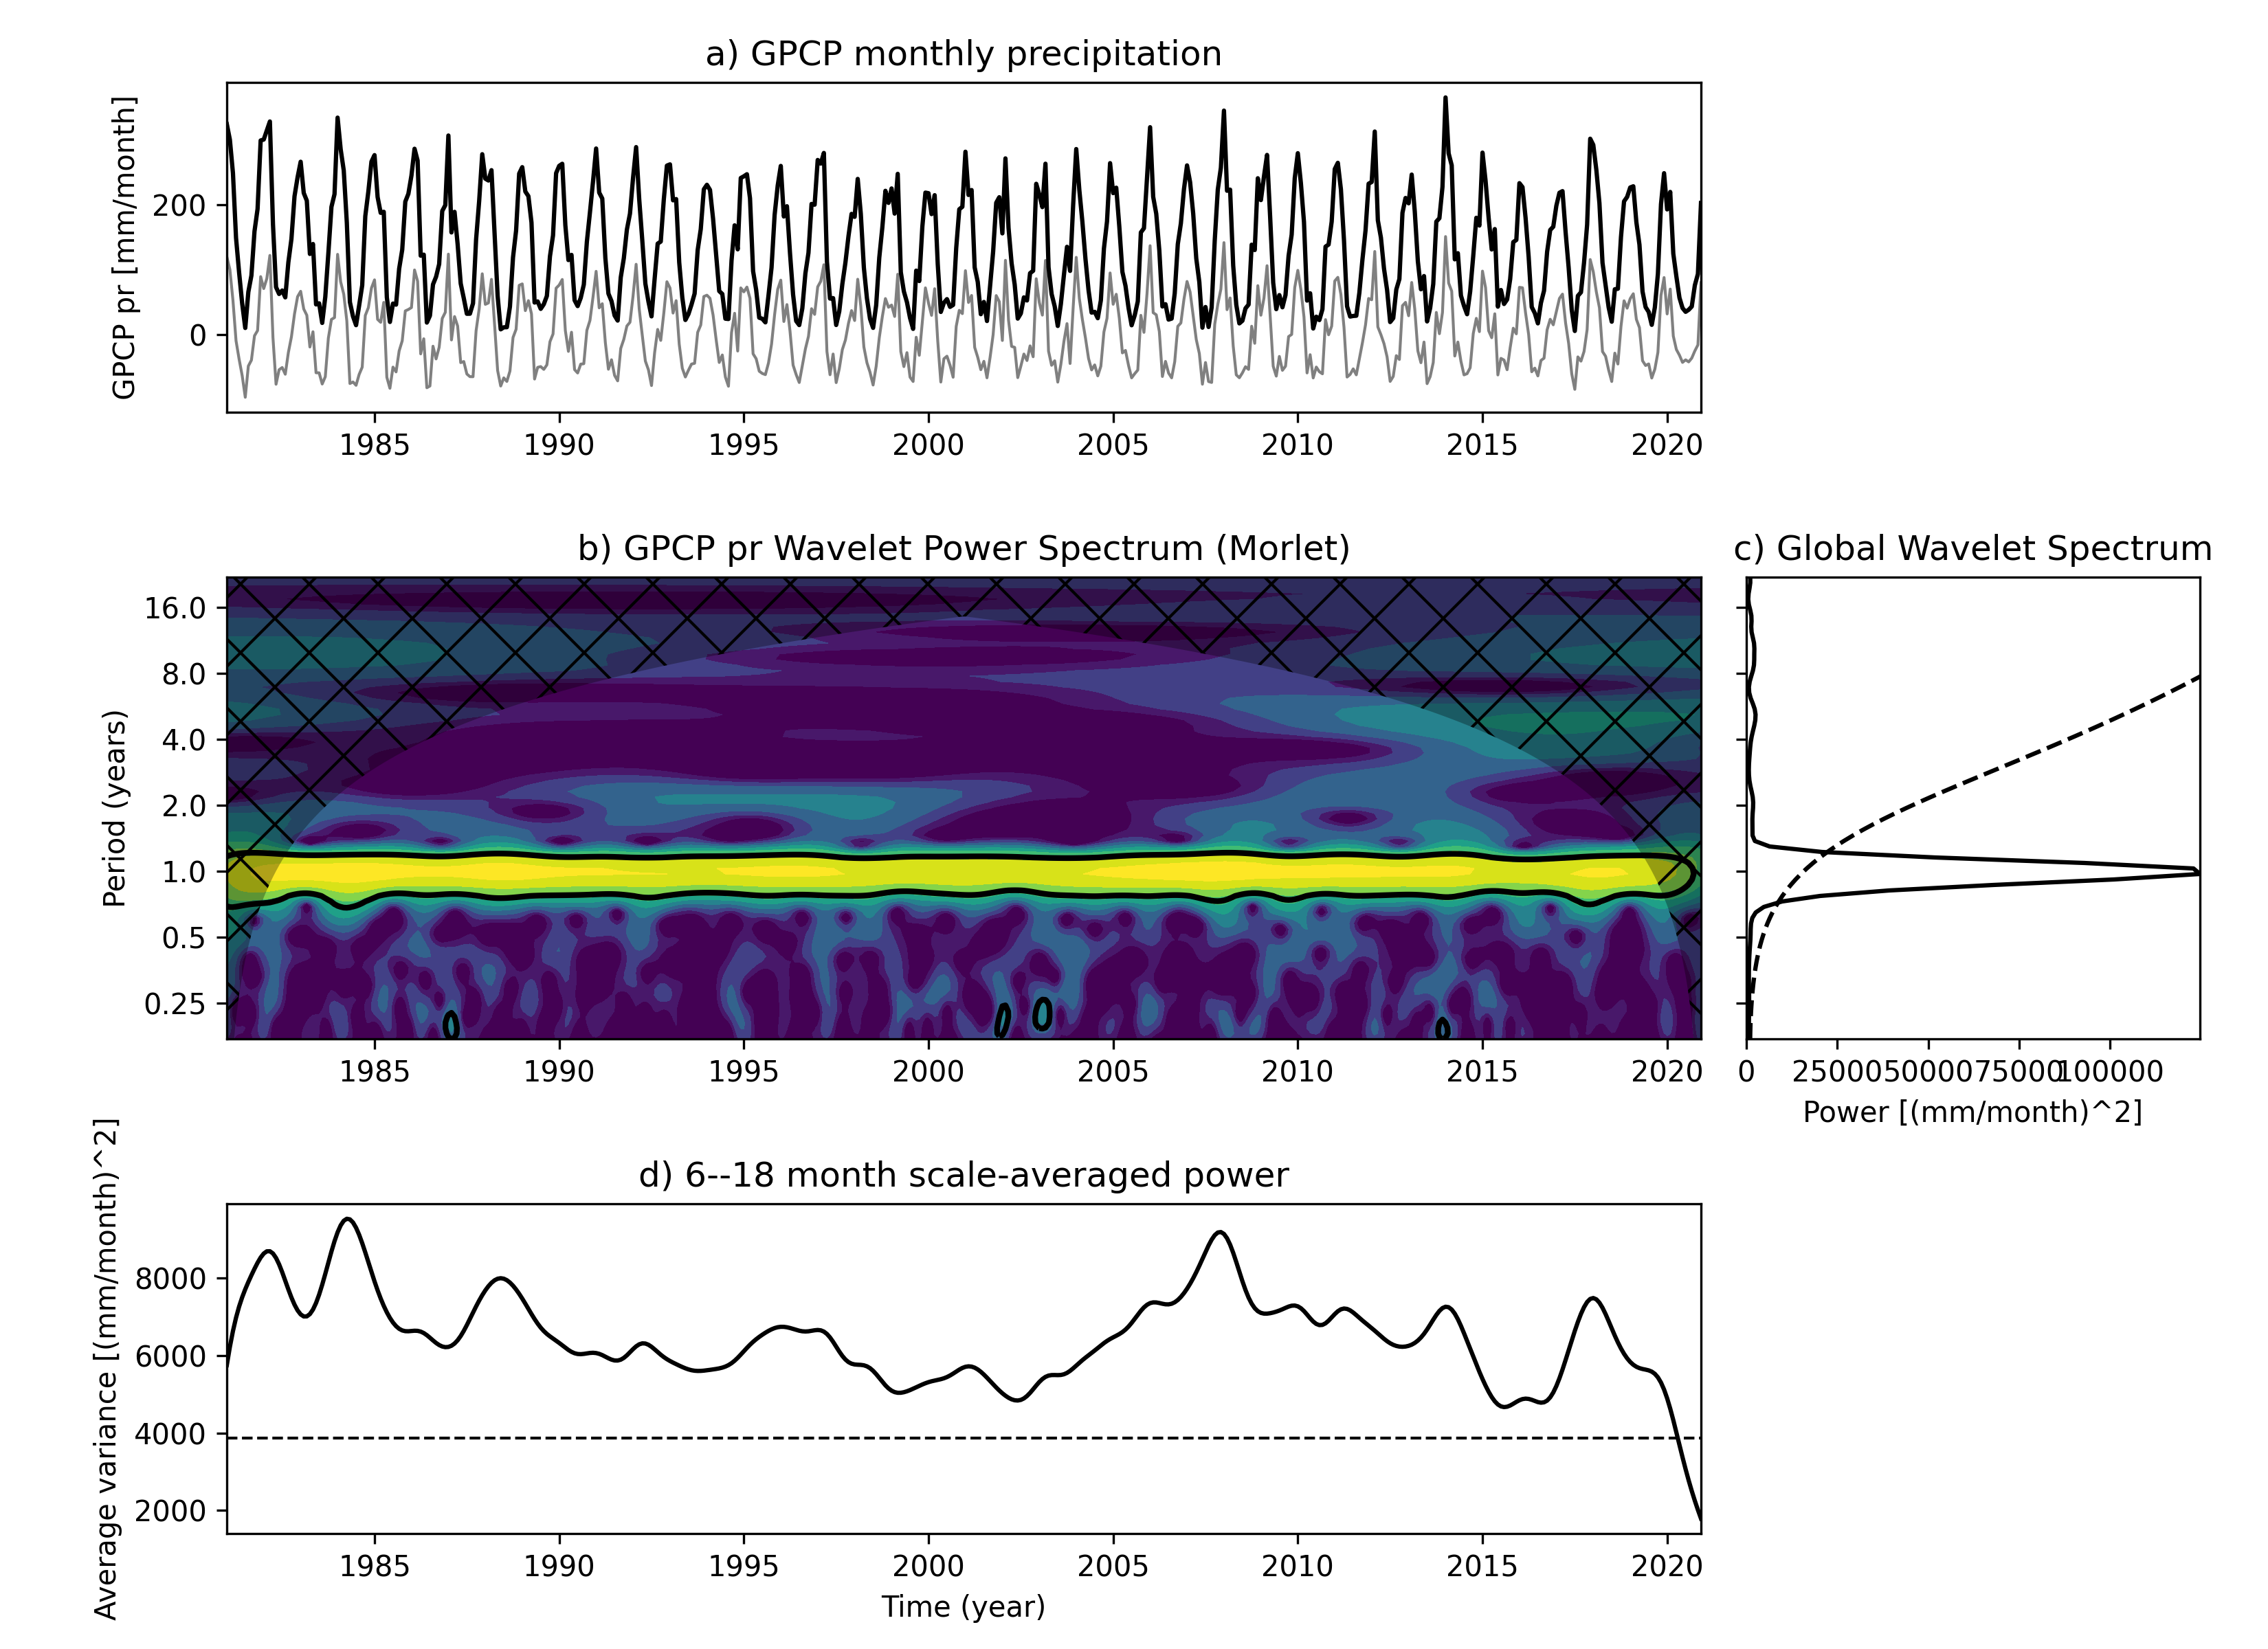 a) GPCP monthly precipitation
GPCP pr [mm/month]
200
0
1985 1990 1995 2000 2005 2010 2015 2020
b) GPCP pr Wavelet Power Spectrum (Morlet)
Period (years)
16.0
8.0
4.0
2.0
1.0
0.5
0.25
1985 1990 1995 2000 2005 2010 2015 2020
c) Global Wavelet Spectrum
0 25000 50000 75000 100000
Power [(mm/month)^2]
d) 6--18 month scale-averaged power
Average variance [(mm/month)^2]
8000
6000
4000
2000
1985 1990 1995 2000 2005 2010 2015 2020
Time (year)